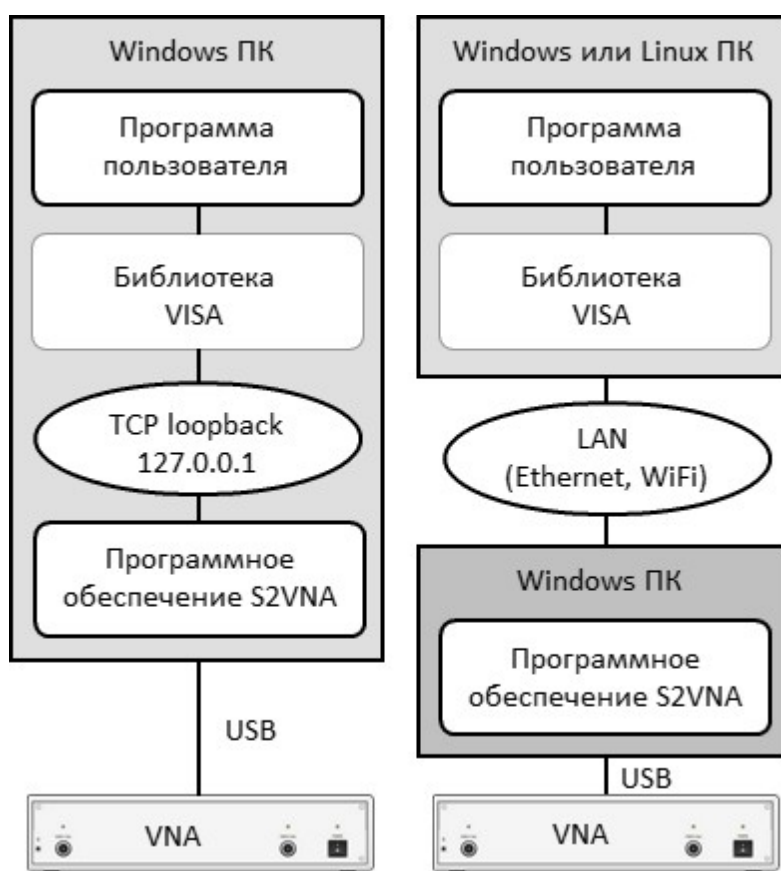 Windows ПК
Программа
пользователя
Библиотека
VISA
TCP loopback
127.0.0.1
Программное
обеспечение S2VNA
USB
VNA
Windows или Linux ПК
Программа
пользователя
Библиотека
VISA
LAN
(Ethernet, WiFi)
Windows ПК
Программное
обеспечение S2VNA
USB
VNA